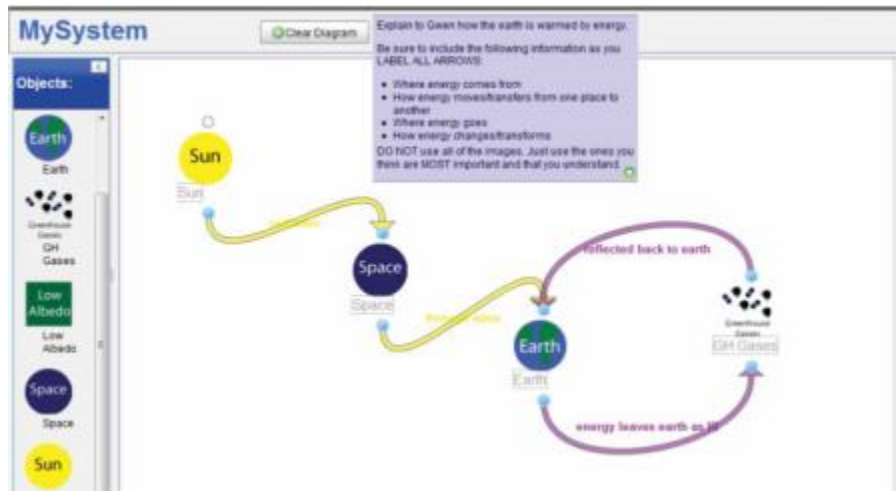 MySystem
Clear Diagram
Explain to Gwen how the earth is warmed by energy.
Be sure to include the following information as you
LABEL ALL ARROWS:
• Where energy comes from
• How energy moves/transfers from one place to
another
• Where energy goes
• How energy changes/transforms
DO NOT use all of the images. Just use the ones you
think are MOST important and that you understand.
Objects:
Earth
Earth
Greenhouse
Gases
GH
Gases
Low
Albedo
Low
Albedo
Space
Space
Sun
Sun
Sun
Space
Space
reflected back to earth
Earth
Earth
Greenhouse
Gases
GH Gases
energy leaves earth as IR